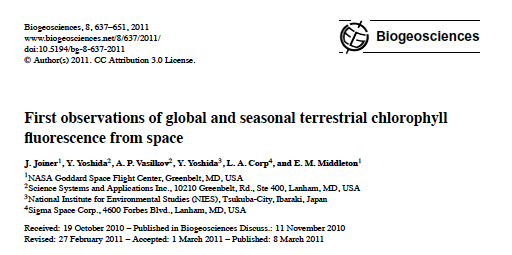 Biogeosciences, 8, 637–651, 2011
www.biogeosciences.net/8/637/2011/
doi:10.5194/bg-8-637-2011
© Author(s) 2011. CC Attribution 3.0 License.
Biogeosciences
First observations of global and seasonal terrestrial chlorophyll
fluorescence from space
J. Joiner1, Y. Yoshida2, A. P. Vasilkov2, Y. Yoshida3, L. A. Corp4, and E. M. Middleton1
1NASA Goddard Space Flight Center, Greenbelt, MD, USA
2Science Systems and Applications Inc., 10210 Greenbelt, Rd., Ste 400, Lanham, MD, USA
3National Institute for Environmental Studies (NIES), Tsukuba-City, Ibaraki, Japan
4Sigma Space Corp., 4600 Forbes Blvd., Lanham, MD, USA
Received: 19 October 2010 – Published in Biogeosciences Discuss.: 11 November 2010
Revised: 27 February 2011 – Accepted: 1 March 2011 – Published: 8 March 2011